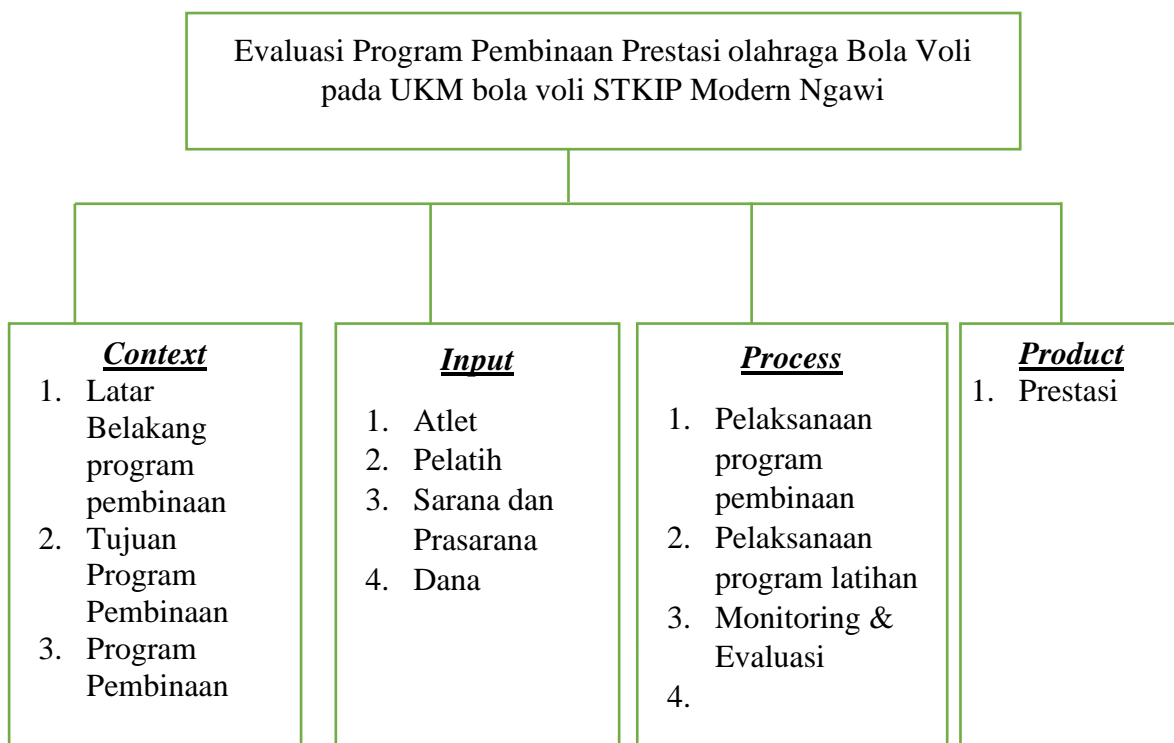 Evaluasi Program Pembinaan Prestasi olahraga Bola Voli
pada UKM bola voli STKIP Modern Ngawi
Context
1. Latar
Belakang
program
pembinaan
2. Tujuan
Program
Pembinaan
3. Program
Pembinaan
Input
1. Atlet
2. Pelatih
3. Sarana dan
Prasarana
4. Dana
Process
1. Pelaksanaan
program
pembinaan
2. Pelaksanaan
program latihan
3. Monitoring &
Evaluasi
4.
Product
1. Prestasi